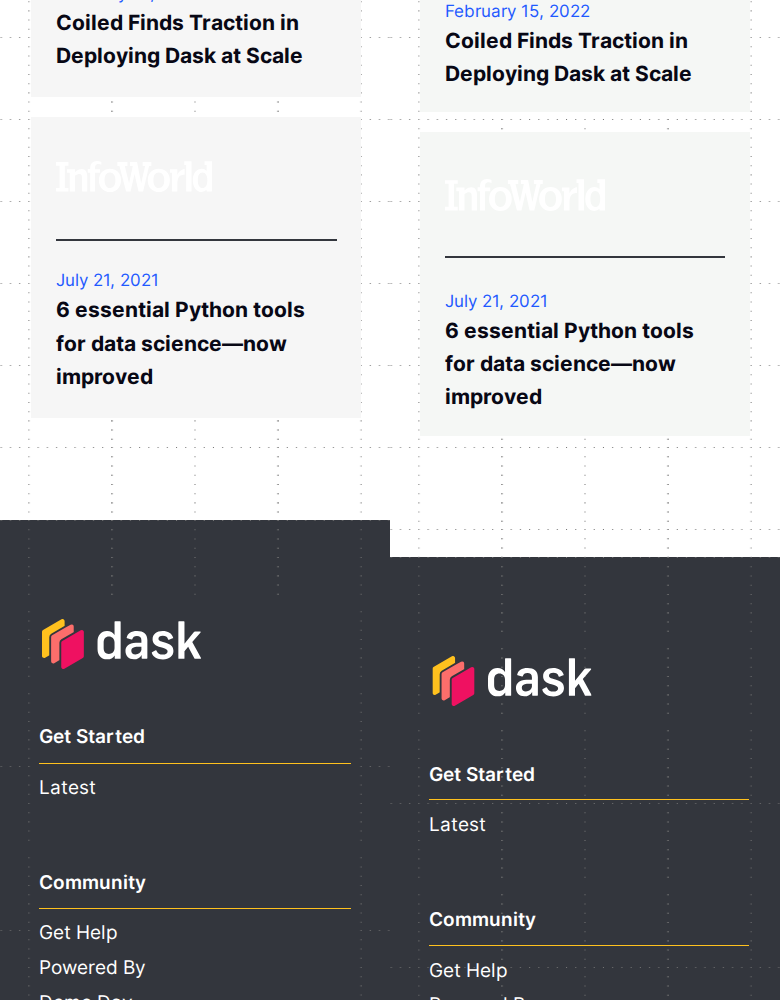 Coiled Finds Traction in
Deploying Dask at Scale
InfoWorld
July 21, 2021
6 essential Python tools
for data science—now
improved
dask
Get Started
Latest
Community
Get Help
Powered By
February 15, 2022
Coiled Finds Traction in
Deploying Dask at Scale
InfoWorld
July 21, 2021
6 essential Python tools
for data science—now
improved
dask
Get Started
Latest
Community
Get Help